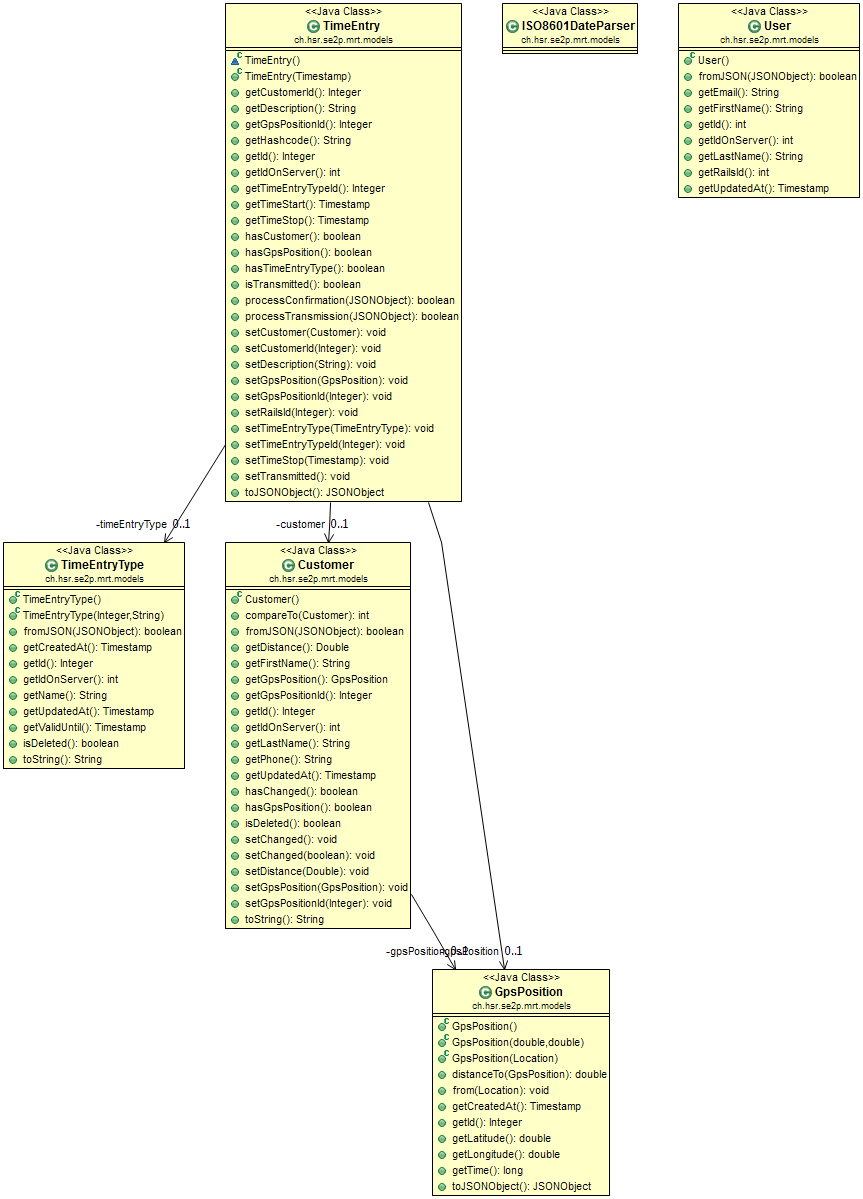 <<Java Class>>
TimeEntry
ch.hsr.se2p.mrt.models
TimeEntry()
TimeEntry(Timestamp)
getCustomerId(): Integer
getDescription(): String
getGpsPositionId(): Integer
getHashcode(): String
getId(): Integer
getIdOnServer(): int
getTimeEntryTypeId(): Integer
getTimeStart(): Timestamp
getTimeStop(): Timestamp
hasCustomer(): boolean
hasGpsPosition(): boolean
hasTimeEntryType(): boolean
isTransmitted(): boolean
processConfirmation(JSONObject): boolean
processTransmission(JSONObject): boolean
setCustomer(Customer): void
setCustomerId(Integer): void
setDescription(String): void
setGpsPosition(GpsPosition): void
setGpsPositionId(Integer): void
setRailsId(Integer): void
setTimeEntryType(TimeEntryType): void
setTimeEntryTypeId(Integer): void
setTimeStop(Timestamp): void
setTransmitted(): void
toJSONObject(): JSONObject
<<Java Class>>
ISO8601DateParser
ch.hsr.se2p.mrt.models
<<Java Class>>
User
ch.hsr.se2p.mrt.models
User()
fromJSON(JSONObject): boolean
getEmail(): String
getFirstName(): String
getId(): int
getIdOnServer(): int
getLastName(): String
getRailsId(): int
getUpdatedAt(): Timestamp
-timeEntryType 0..1
-customer 0..1
<<Java Class>>
TimeEntryType
ch.hsr.se2p.mrt.models
TimeEntryType()
TimeEntryType(Integer,String)
fromJSON(JSONObject): boolean
getCreatedAt(): Timestamp
getId(): Integer
getIdOnServer(): int
getName(): String
getUpdatedAt(): Timestamp
getValidUntil(): Timestamp
isDeleted(): boolean
toString(): String
<<Java Class>>
Customer
ch.hsr.se2p.mrt.models
Customer()
compareTo(Customer): int
fromJSON(JSONObject): boolean
getDistance(): Double
getFirstName(): String
getGpsPosition(): GpsPosition
getGpsPositionId(): Integer
getId(): Integer
getIdOnServer(): int
getLastName(): String
getPhone(): String
getUpdatedAt(): Timestamp
hasChanged(): boolean
hasGpsPosition(): boolean
isDeleted(): boolean
setChanged(): void
setChanged(boolean): void
setDistance(Double): void
setGpsPosition(GpsPosition): void
setGpsPositionId(Integer): void
toString(): String
-gpsPosition 0..1
-gpsPosition 0..1
<<Java Class>>
GpsPosition
ch.hsr.se2p.mrt.models
GpsPosition()
GpsPosition(double,double)
GpsPosition(Location)
distanceTo(GpsPosition): double
from(Location): void
getCreatedAt(): Timestamp
getId(): Integer
getLatitude(): double
getLongitude(): double
getTime(): long
toJSONObject(): JSONObject